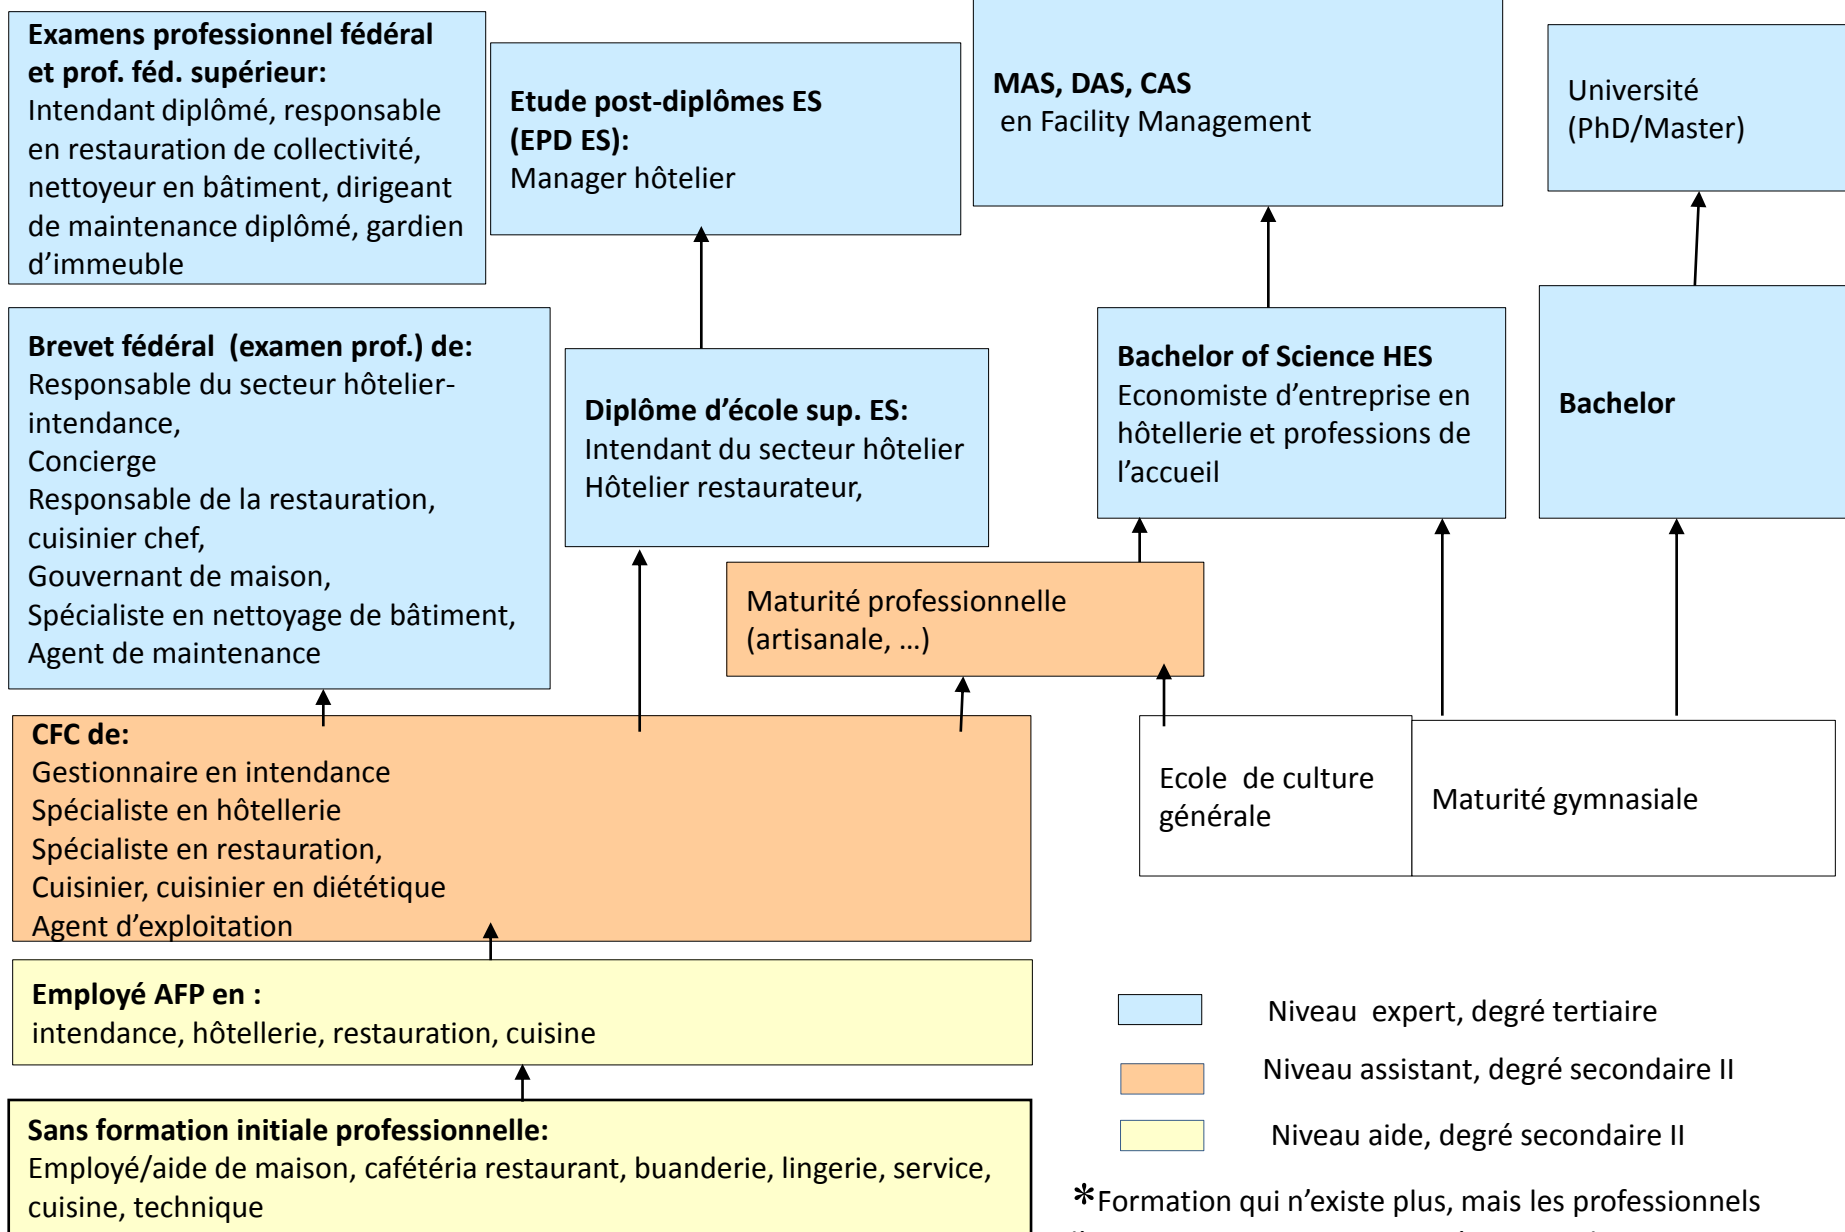 Examens professionnel fédéral
et prof. féd. supérieur:
Intendant diplômé, responsable
en restauration de collectivité,
nettoyeur en bâtiment, dirigeant
de maintenance diplômé, gardien
d'immeuble
Etude post-diplômes ES
(EPD ES):
Manager hôtelier
MAS, DAS, CAS
en Facility Management
Université
(PhD/Master)
Brevet fédéral (examen prof.) de:
Responsable du secteur hôtelier-
intendance,
Concierge
Responsable de la restauration,
cuisinier chef,
Gouvernant de maison,
Spécialiste en nettoyage de bâtiment,
Agent de maintenance
Diplôme d'école sup. ES:
Intendant du secteur hôtelier
Hôtelier restaurateur,
Bachelor of Science HES
Economiste d'entreprise en
hôtellerie et professions de
l'accueil
Bachelor
Maturité professionnelle
(artisanale, …)
CFC de:
Gestionnaire en intendance
Spécialiste en hôtellerie
Spécialiste en restauration,
Cuisinier, cuisinier en diététique
Agent d'exploitation
Ecole de culture
générale
Maturité gymnasiale
Employé AFP en :
intendance, hôtellerie, restauration, cuisine
Sans formation initiale professionnelle:
Employé/aide de maison, cafétéria restaurant, buanderie, lingerie, service,
cuisine, technique
Niveau expert, degré tertiaire
Niveau assistant, degré secondaire II
Niveau aide, degré secondaire II
*Formation qui n'existe plus, mais les professionnels